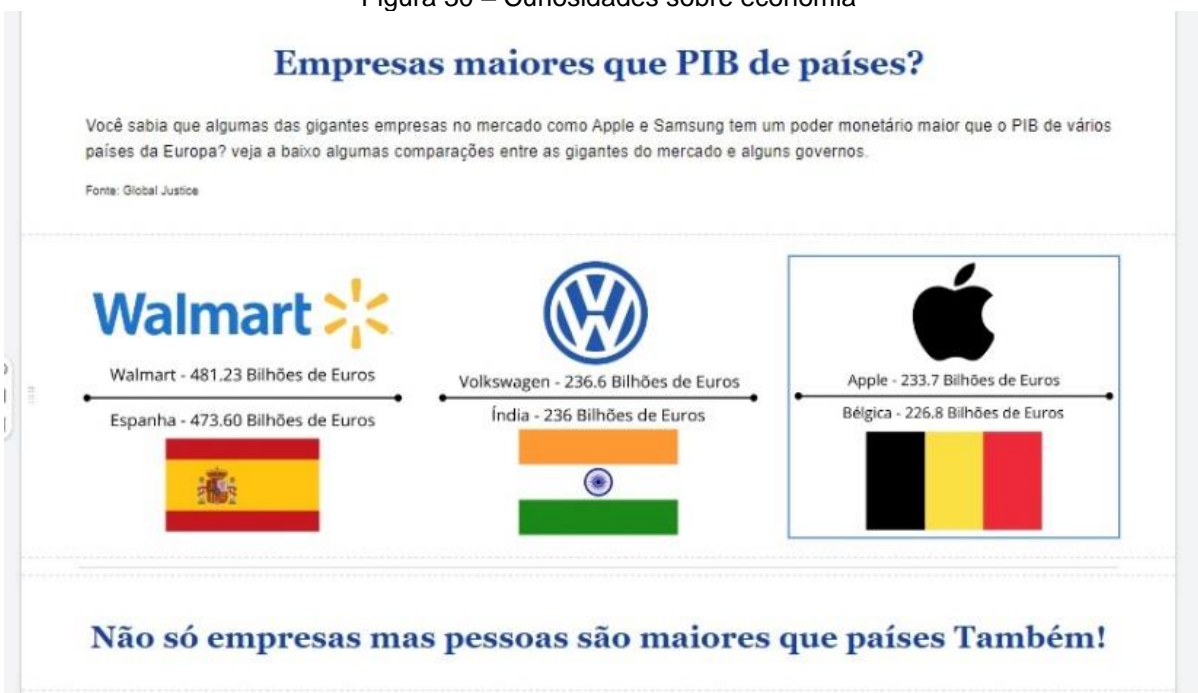 Figura 30 – Curiosidades sobre economia
Empresas maiores que PIB de países?
Você sabia que algumas das gigantes empresas no mercado como Apple e Samsung tem um poder monetário maior que o PIB de vários
países da Europa? veja a baixo algumas comparações entre as gigantes do mercado e alguns governos.
Fonte: Global Justice
Walmart
Walmart - 481.23 Bilhões de Euros
Espanha - 473.60 Bilhões de Euros
Volkswagen - 236.6 Bilhões de Euros
Índia - 236 Bilhões de Euros
Apple - 233.7 Bilhões de Euros
Bélgica - 226.8 Bilhões de Euros
Não só empresas mas pessoas são maiores que países Também!